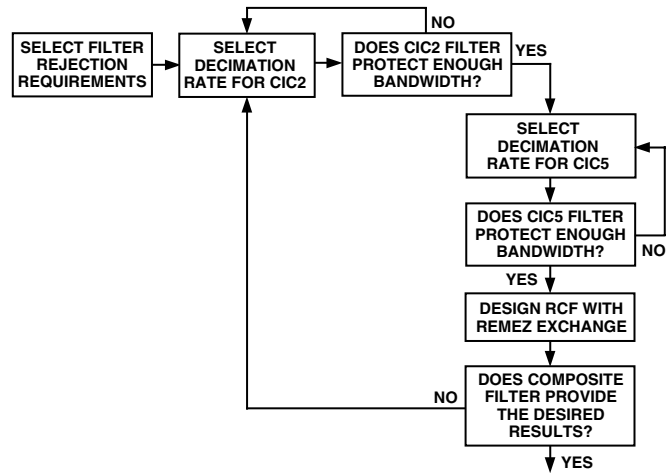 NO
SELECT FILTER
REJECTION
REQUIREMENTS
SELECT
DECIMATION
RATE FOR CIC2
DOES CIC2 FILTER
PROTECT ENOUGH
BANDWIDTH?
YES
SELECT
DECIMATION
RATE FOR CIC5
DOES CIC5 FILTER
PROTECT ENOUGH
BANDWIDTH?
NO
YES
DESIGN RCF WITH
REMEZ EXCHANGE
DOES COMPOSITE
FILTER PROVIDE
THE DESIRED
RESULTS?
NO
YES